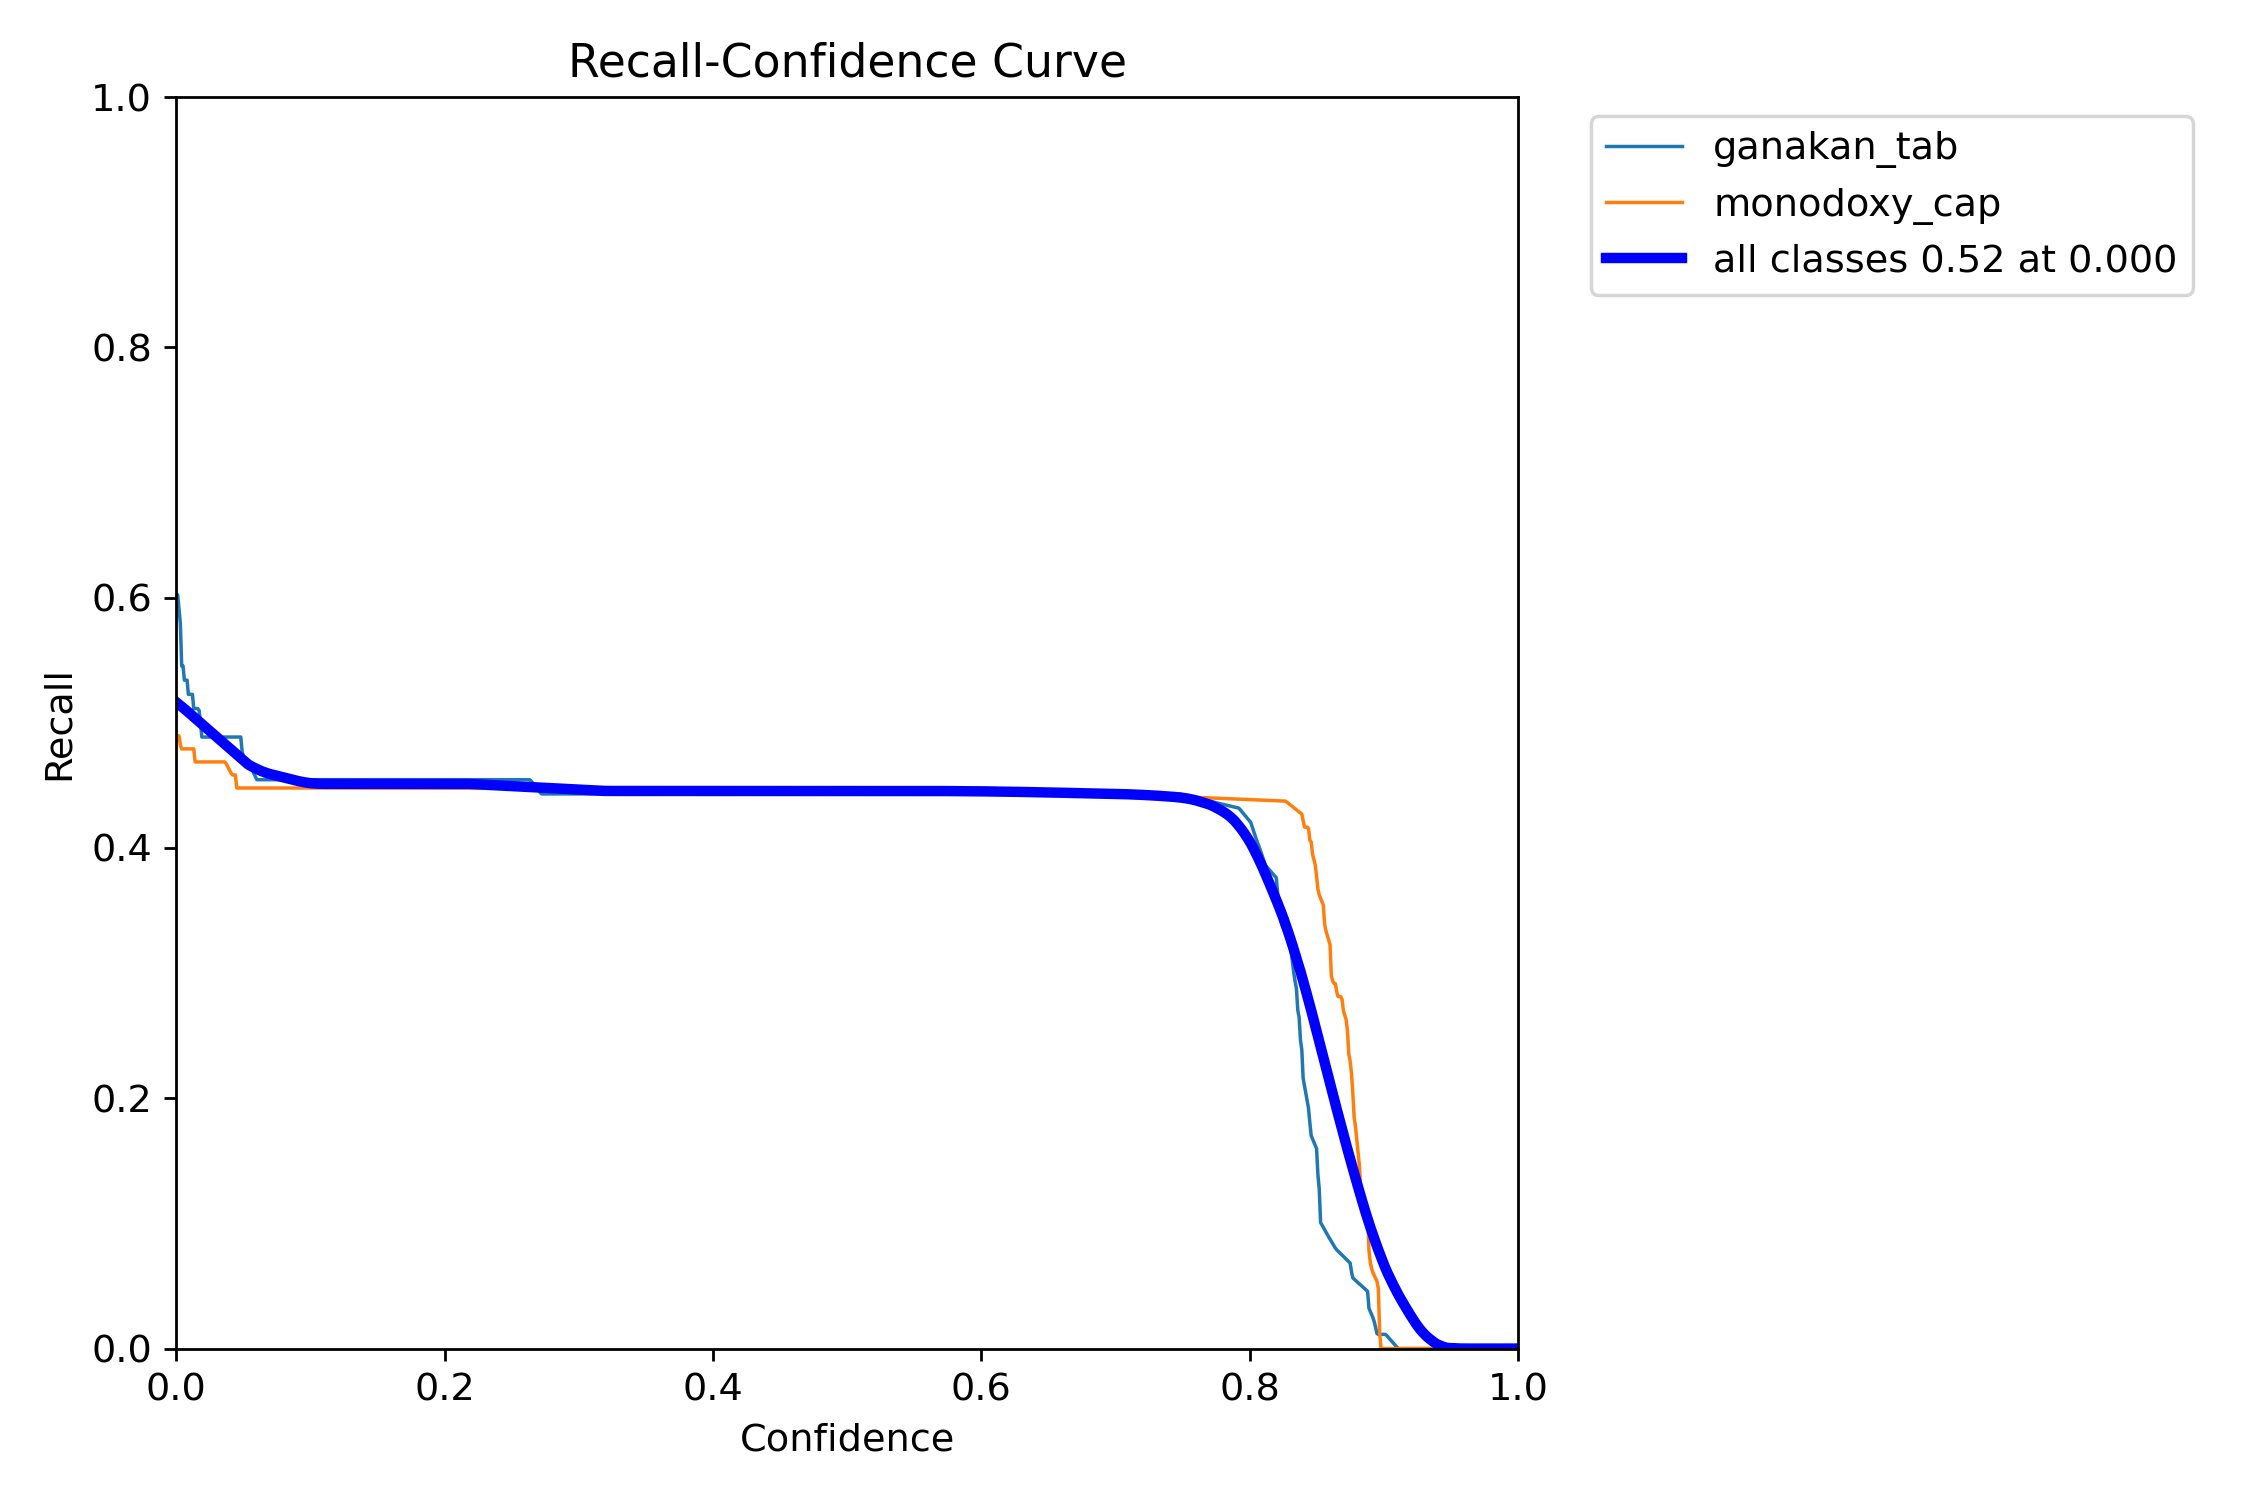 Recall-Confidence Curve
1.0
0.8
0.6
0.4
0.2
0.0
Recall
0.0 0.2 0.4 0.6 0.8 1.0
Confidence
ganakan_tab
monodoxy_cap
all classes 0.52 at 0.000